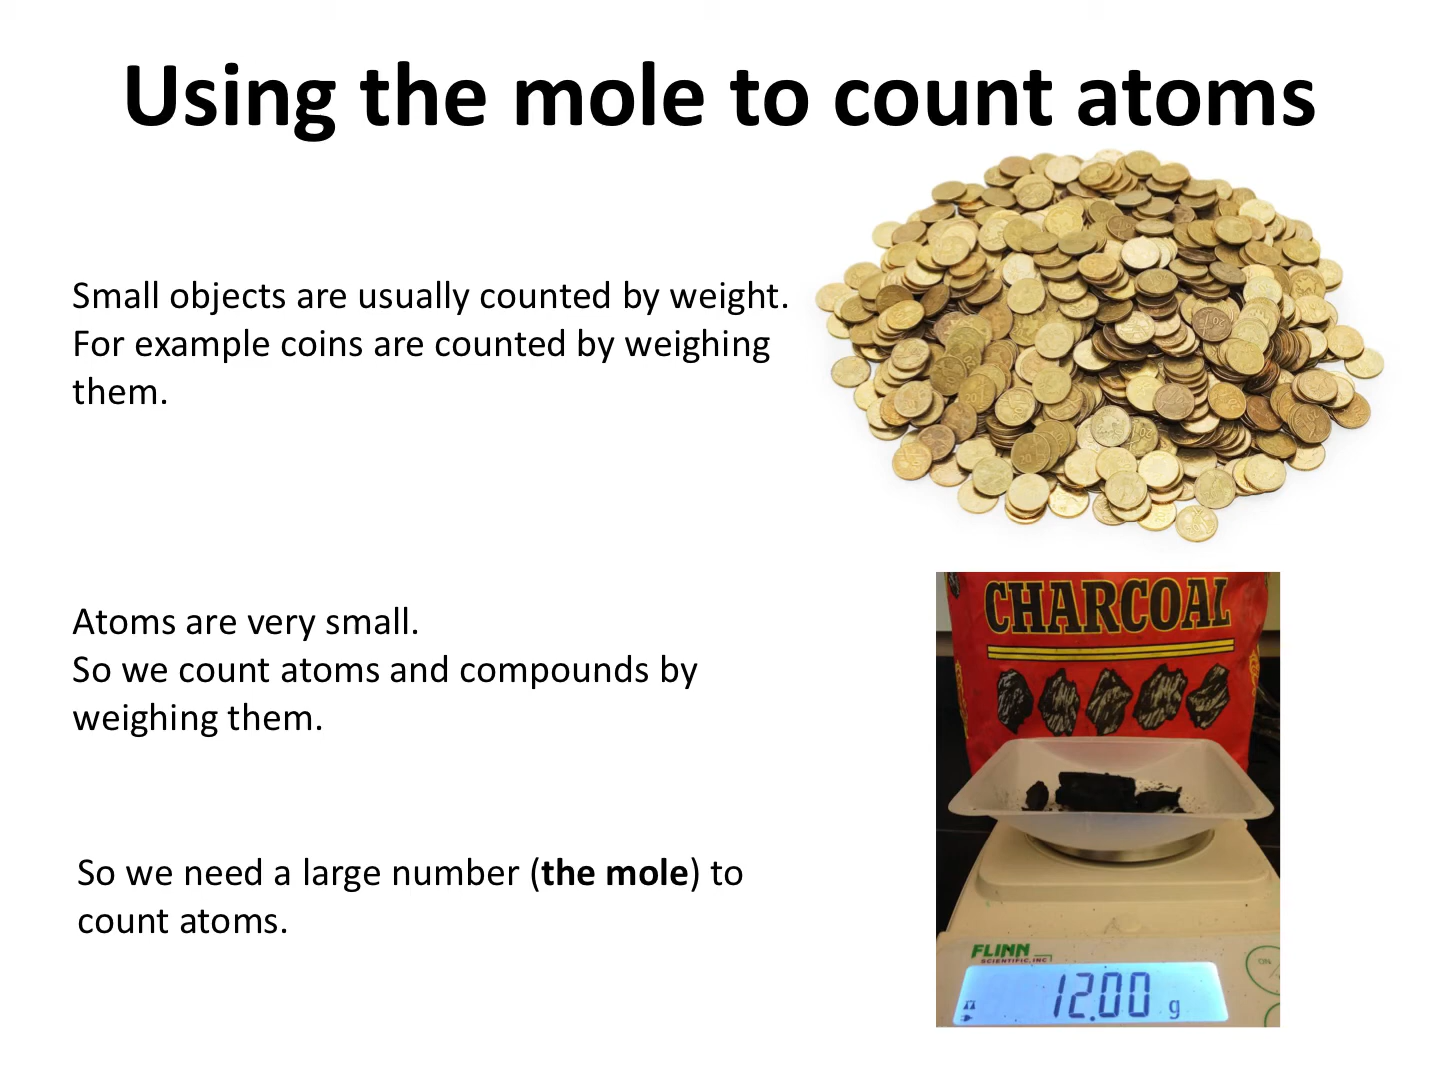 Using the mole to count atoms
Small objects are usually counted by weight.
For example coins are counted by weighing
them.
Atoms are very small.
So we count atoms and compounds by
weighing them.
So we need a large number (the mole) to
count atoms.
CHARCOAL
FLINN
SCIENTIFIC, INC
12.00 g